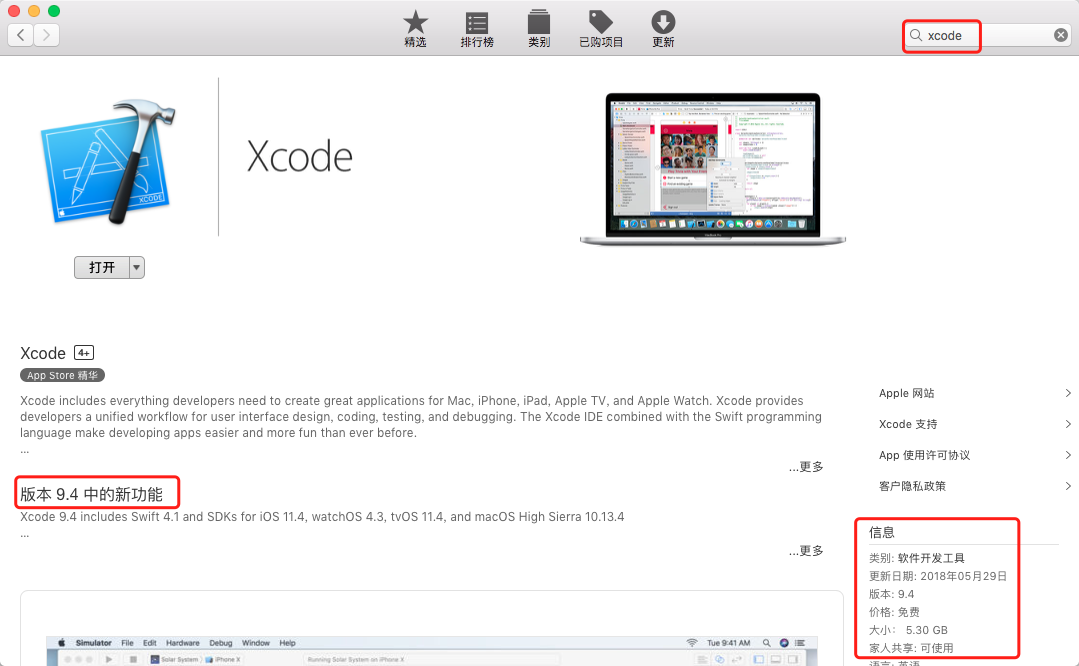 精选
排行榜
类别
已购项目
更新
xcode
XCODE
Xcode
打开
Xcode 4+
App Store 精华
Xcode includes everything developers need to create great applications for Mac, iPhone, iPad, Apple TV, and Apple Watch. Xcode provides
developers a unified workflow for user interface design, coding, testing, and debugging. The Xcode IDE combined with the Swift programming
language make developing apps easier and more fun than ever before.
...
...更多
版本 9.4 中的新功能
Xcode 9.4 includes Swift 4.1 and SDKs for iOS 11.4, watchOS 4.3, tvOS 11.4, and macOS High Sierra 10.13.4
...
...更多
Apple 网站
Xcode 支持
App 使用许可协议
客户隐私政策
信息
类别: 软件开发工具
更新日期: 2018年05月29日
版本: 9.4
价格: 免费
大小: 5.30 GB
家人共享: 可使用
语言: 英语
Simulator File Edit Hardware Debug Window Help
Tue 9:41 AM
Solar System
iPhone X
Running Solar System on iPhone X